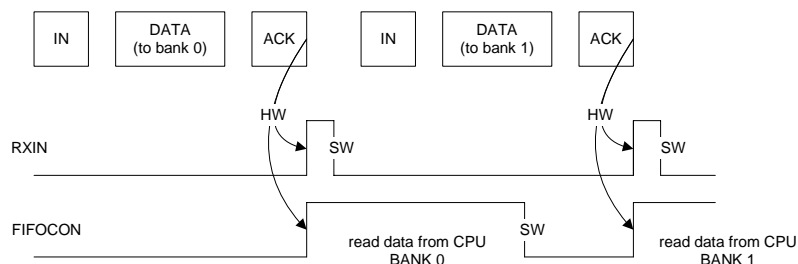 IN DATA (to bank 0) ACK IN DATA (to bank 1) ACK
HW HW
RXIN SW SW
FIFOCON SW
read data from CPU BANK 0 read data from CPU BANK 1